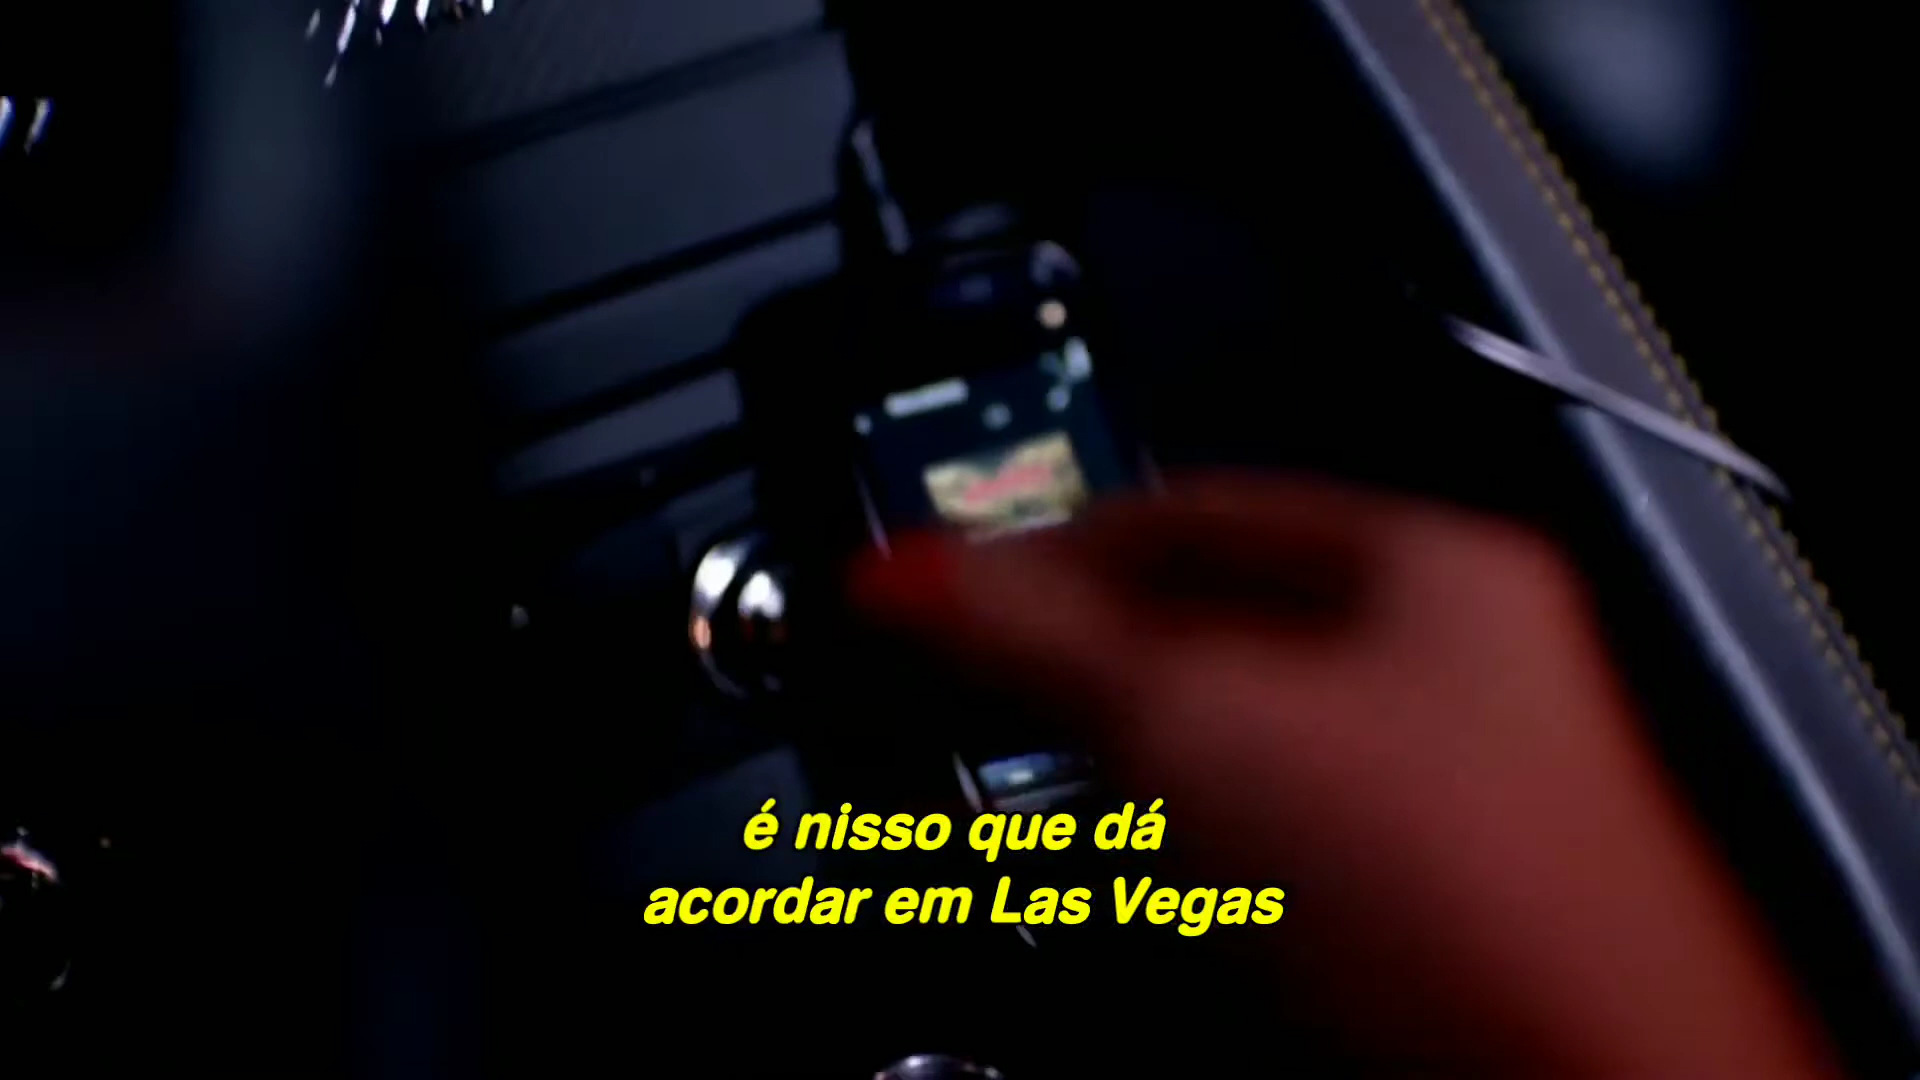 é nisso que dá
acordar em Las Vegas